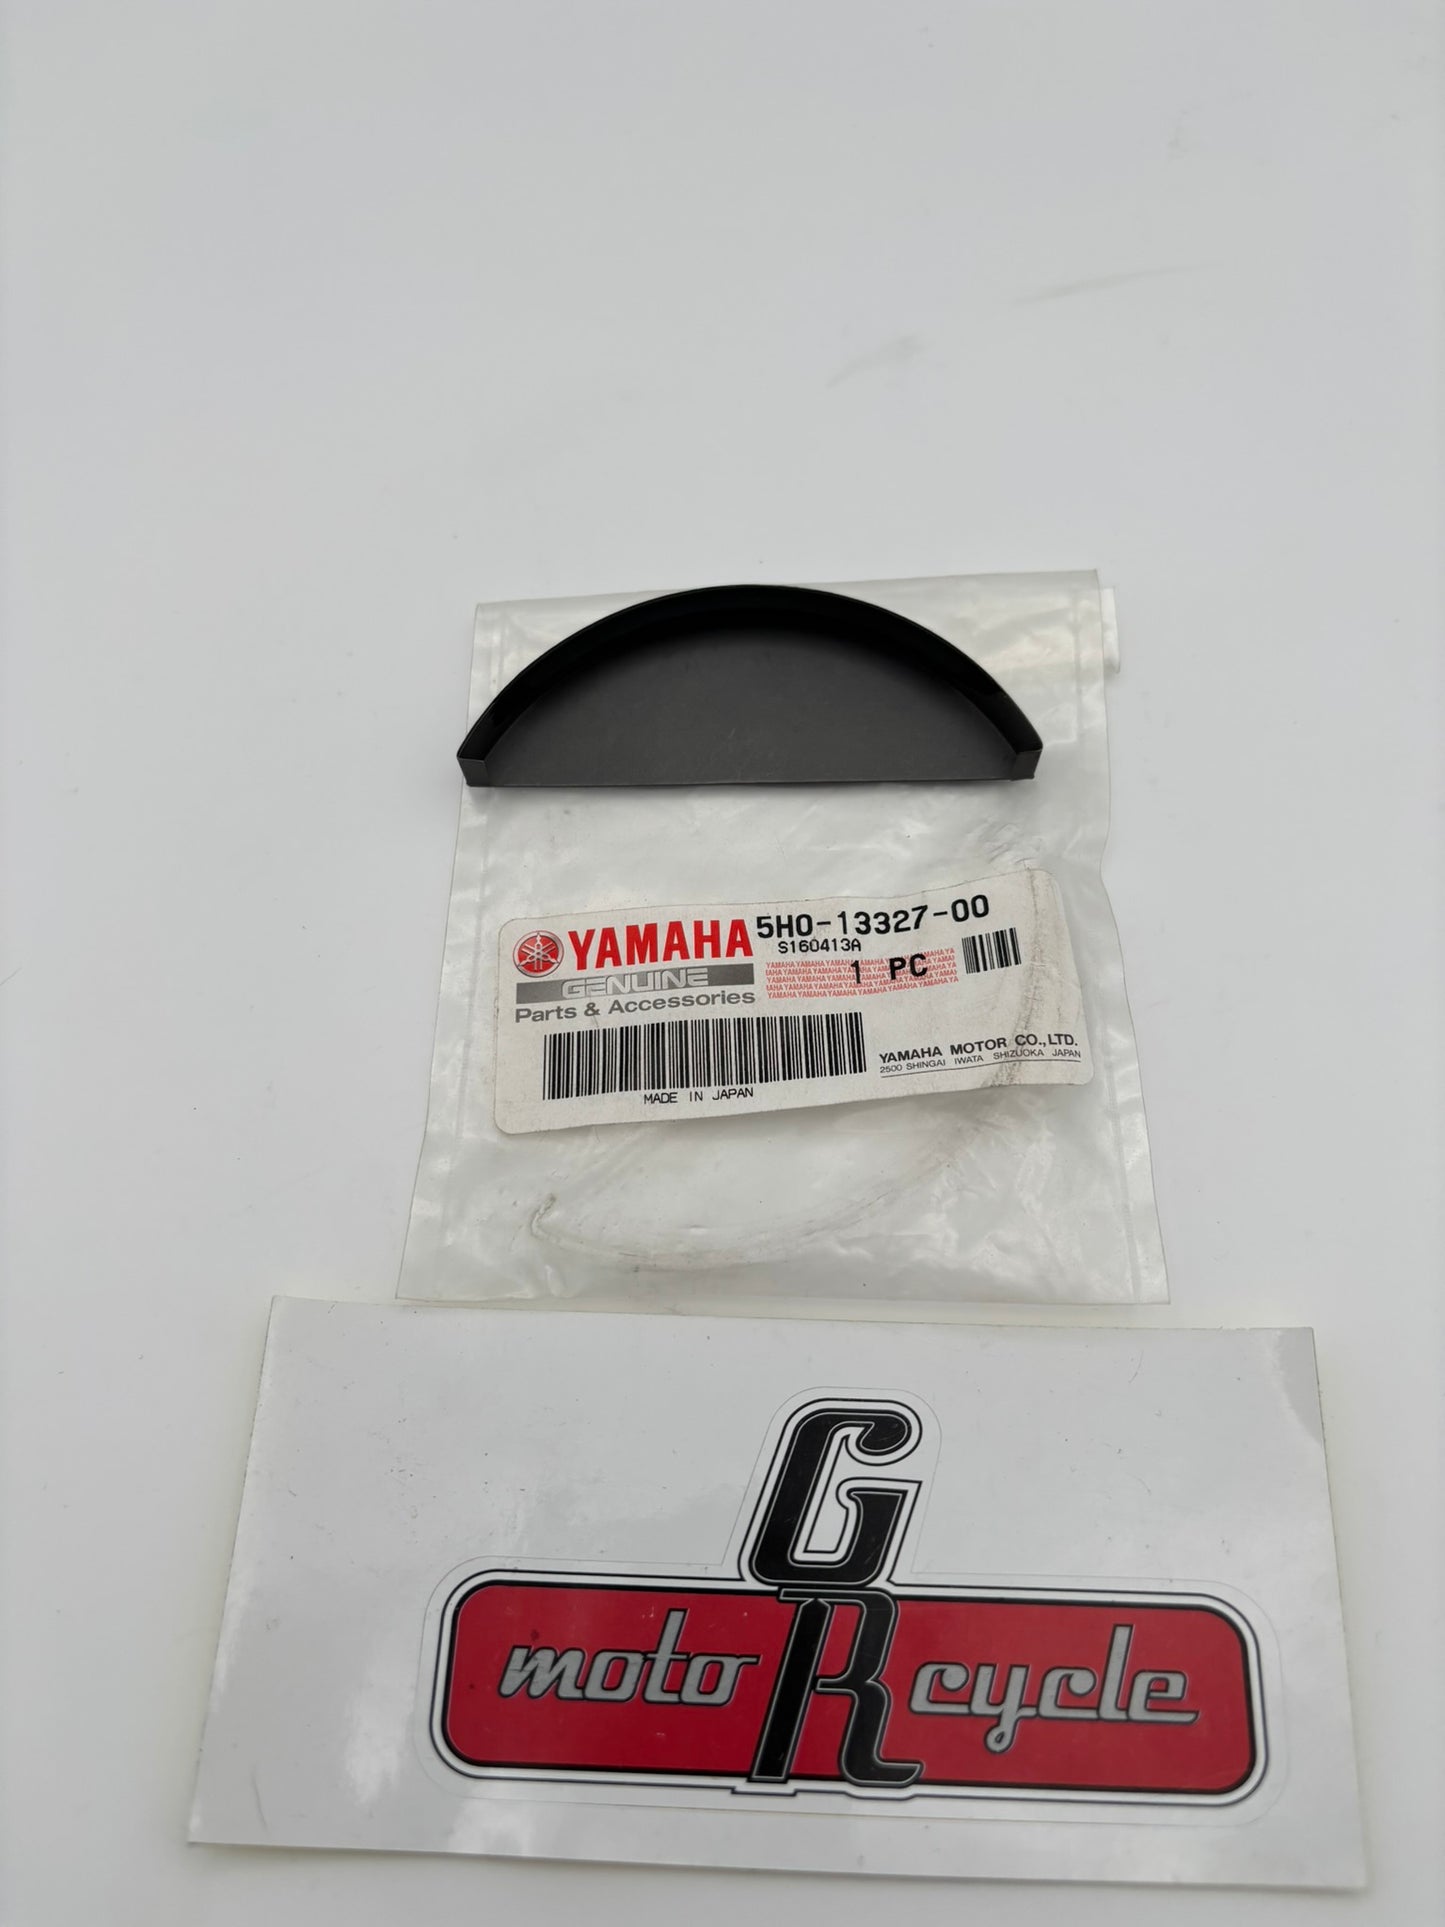 YAMAHA 5H0-13327-00
S160413A
GENUINE
1 PC
Parts & Accessories
YAMAHA MOTOR CO.,LTD.
2500 SHINGAI IWATA SHIZUOKA JAPAN
MADE IN JAPAN
GR
moto cycle